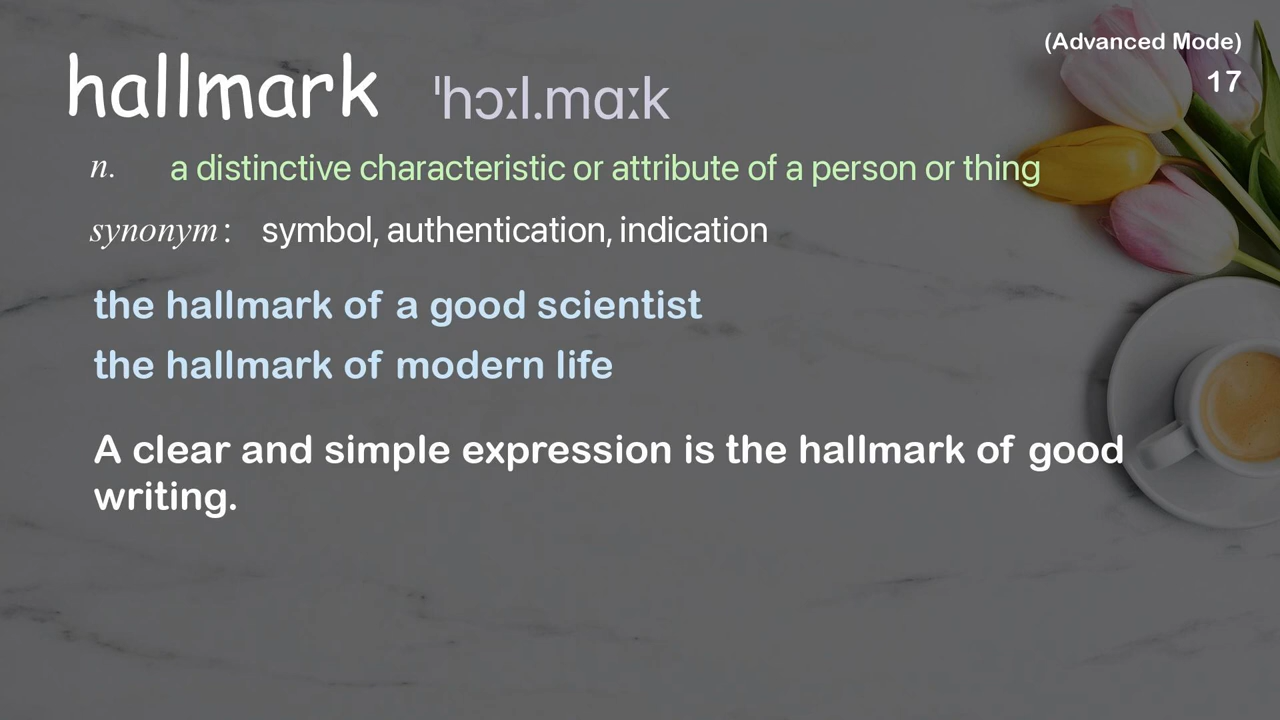 (Advanced Mode)
17
hallmark ˈhɔːl.mɑːk
n. a distinctive characteristic or attribute of a person or thing
synonym : symbol, authentication, indication
the hallmark of a good scientist
the hallmark of modern life
A clear and simple expression is the hallmark of good
writing.